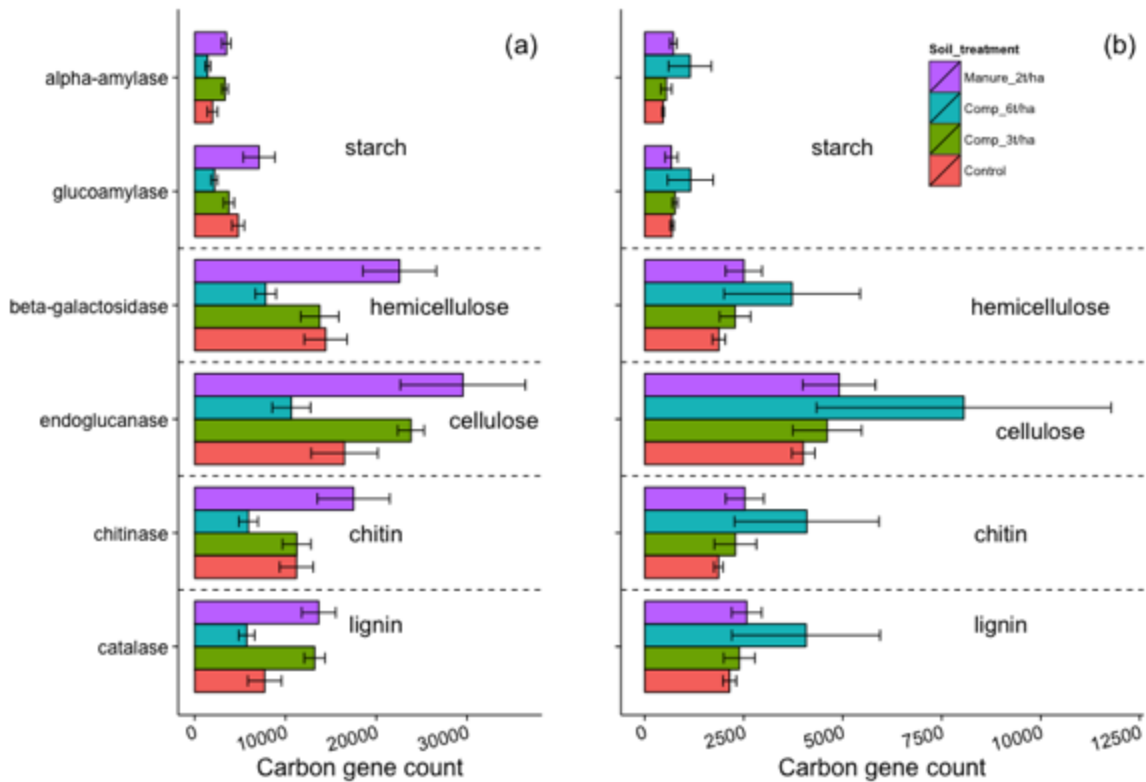 (a)
alpha-amylase
starch
glucoamylase
beta-galactosidase
hemicellulose
endoglucanase
cellulose
chitinase
chitin
catalase
lignin
0 10000 20000 30000
Carbon gene count
(b)
Soil_treatment
Manure_2t/ha
Comp_6t/ha
Comp_3t/ha
Control
starch
hemicellulose
cellulose
chitin
lignin
0 2500 5000 7500 10000 12500
Carbon gene count